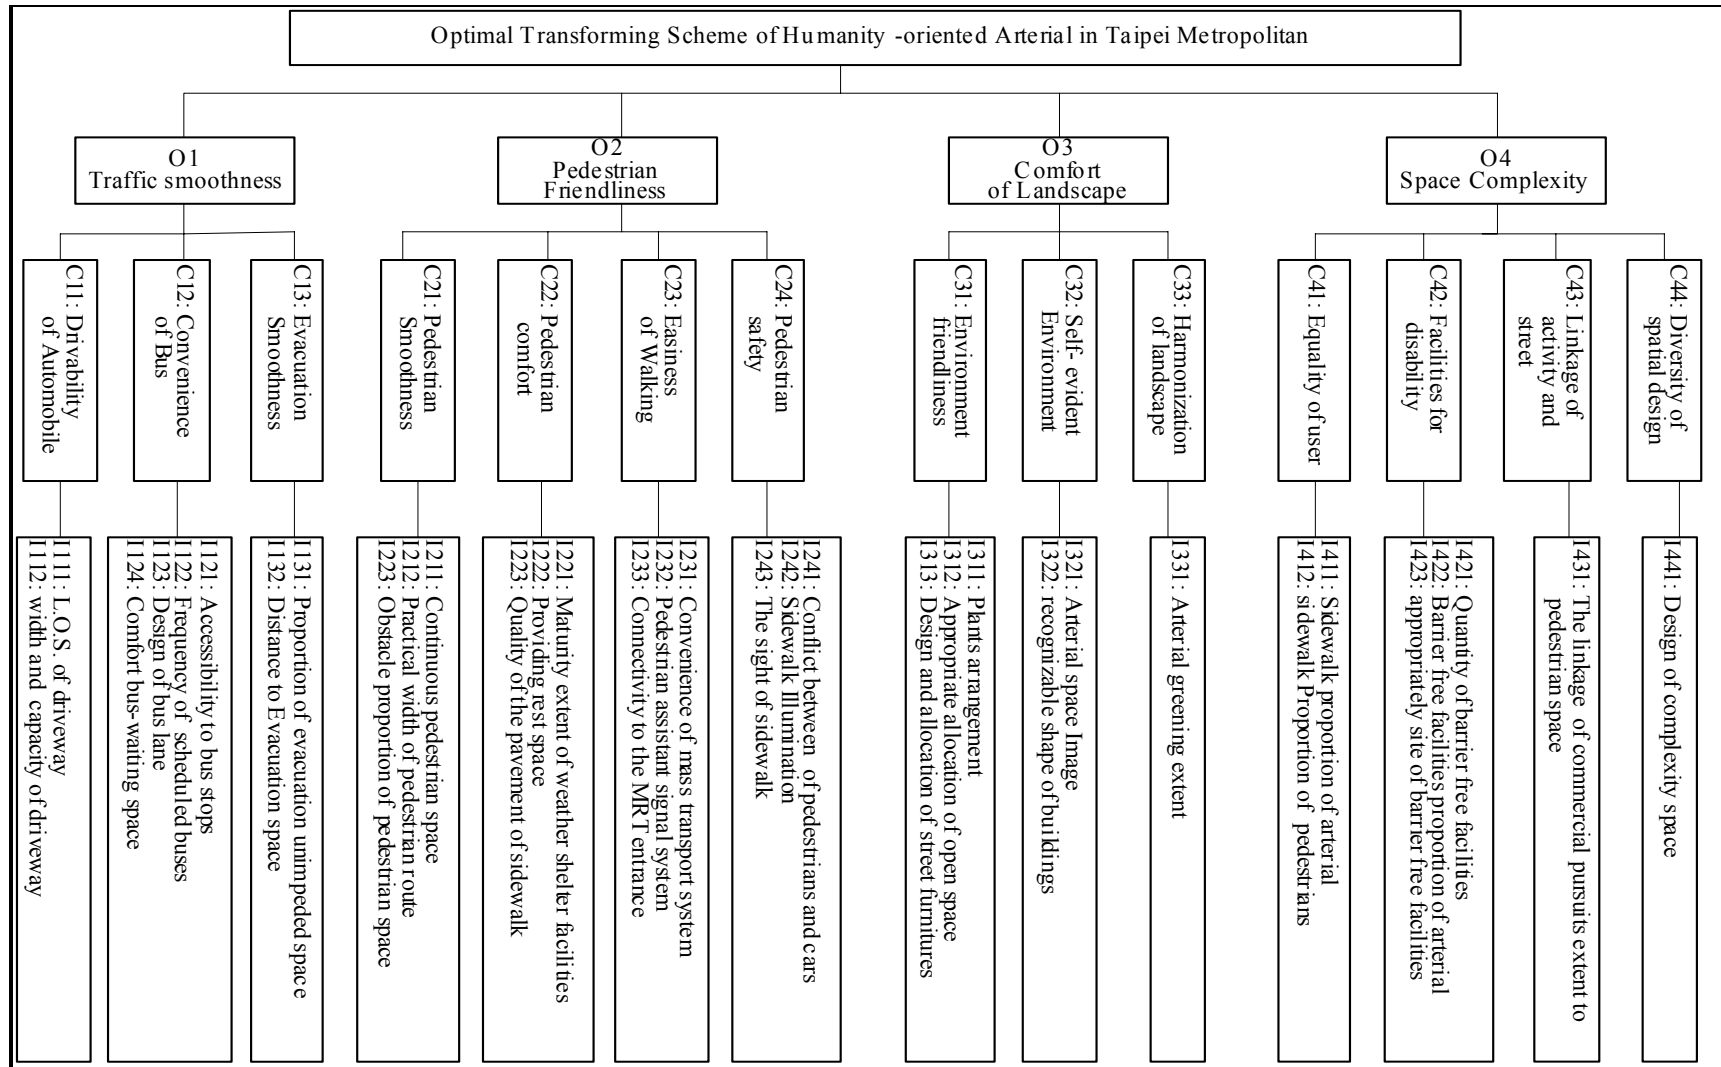 Optimal Transforming Scheme of Humanity -oriented Arterial in Taipei Metropolitan
O1
Traffic smoothness
O2
Pedestrian
Friendliness
O3
Comfort
of Landscape
O4
Space Complexity
C11: Drivability
of Automobile
C12: Convenience
of Bus
C13: Evacuation
Smoothness
C21: Pedestrian
Smoothness
C22: Pedestrian
comfort
C23: Easiness
of Walking
C24: Pedestrian
safety
C31: Environment
friendliness
C32: Self- evident
Environment
C33: Harmonization
of landscape
C41: Equality of user
C42: Facilities for
disability
C43: Linkage of
activity and
street
C44: Diversity of
spatial design
I111: L.O.S. of driveway
I112: width and capacity of driveway
I121: Accessibility to bus stops
I122: Frequency of scheduled buses
I123: Design of bus lane
I124: Comfort bus-waiting space
I131: Proportion of evacuation unimpeded space
I132: Distance to Evacuation space
I211: Continuous pedestrian space
I212: Practical width of pedestrian route
I223: Obstacle proportion of pedestrian space
I221: Maturity extent of weather shelter facilities
I222: Providing rest space
I223: Quality of the pavement of sidewalk
I231: Convenience of mass transport system
I232: Pedestrian assistant signal system
I233: Connectivity to the MRT entrance
I241: Conflict between of pedestrians and cars
I242: Sidewalk Illumination
I243: The sight of sidewalk
I311: Plants arrangement
I312: Appropriate allocation of open space
I313: Design and allocation of street furnitures
I321: Arterial space Image
I322: recognizable shape of buildings
I331: Arterial greening extent
I411: Sidewalk proportion of arterial
I412: sidewalk Proportion of pedestrians
I421: Quantity of barrier free facilities
I422: Barrier free facilities proportion of arterial
I423: appropriately site of barrier free facilities
I431: The linkage of commercial pursuits extent to
pedestrian space
I441: Design of complexity space